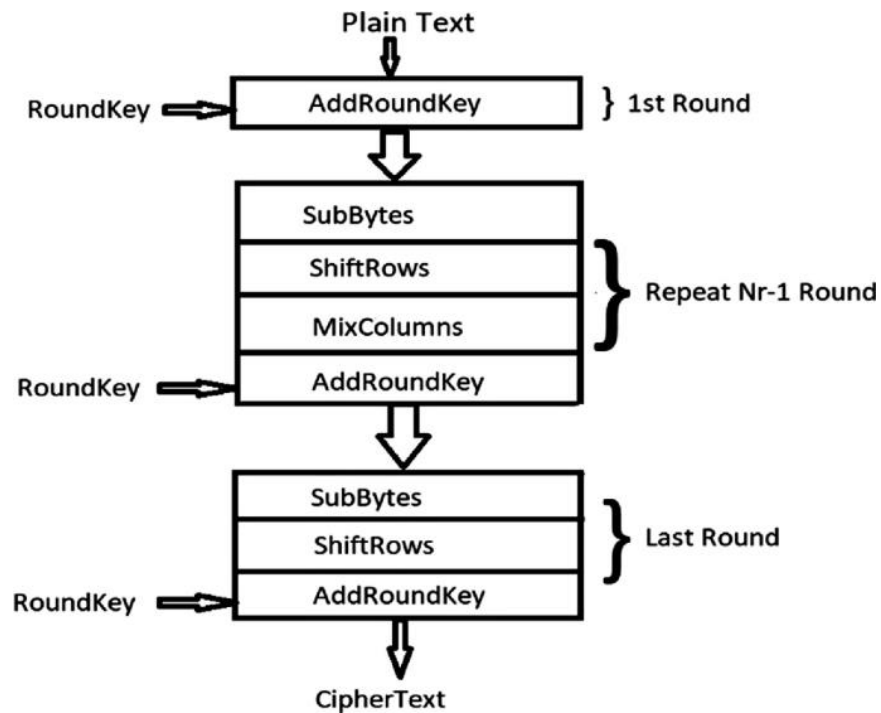 Plain Text
RoundKey
AddRoundKey
} 1st Round
SubBytes
ShiftRows
MixColumns
} Repeat Nr-1 Round
RoundKey
AddRoundKey
SubBytes
ShiftRows
} Last Round
RoundKey
AddRoundKey
CipherText